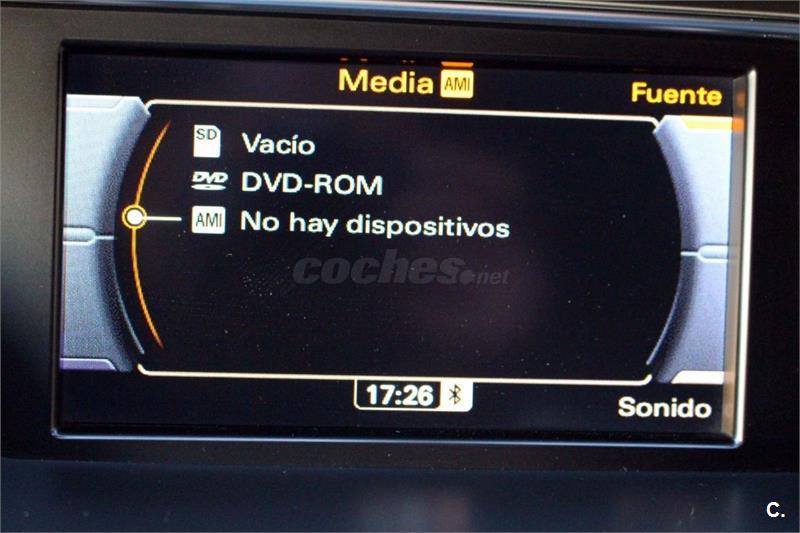 Media AMI
Fuente
SD Vacío
DVD DVD-ROM
AMI No hay dispositivos
coches.net
17:26
Sonido
C.